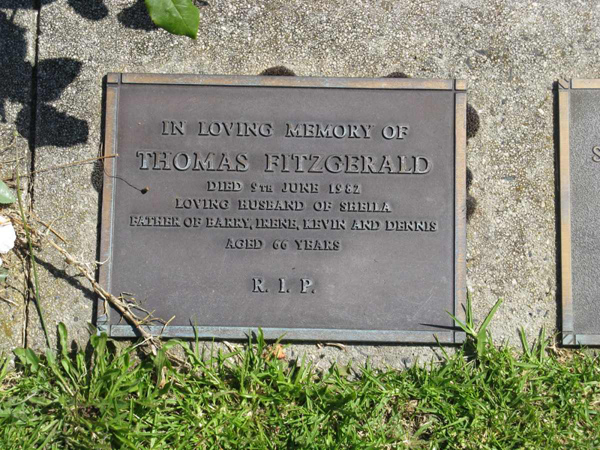 IN LOVING MEMORY OF
THOMAS FITZGERALD
DIED 5TH JUNE 1982
LOVING HUSBAND OF SHEILA
FATHER OF BARRY, IRENE, KEVIN AND DENNIS
AGED 66 YEARS
R. I. P.
S